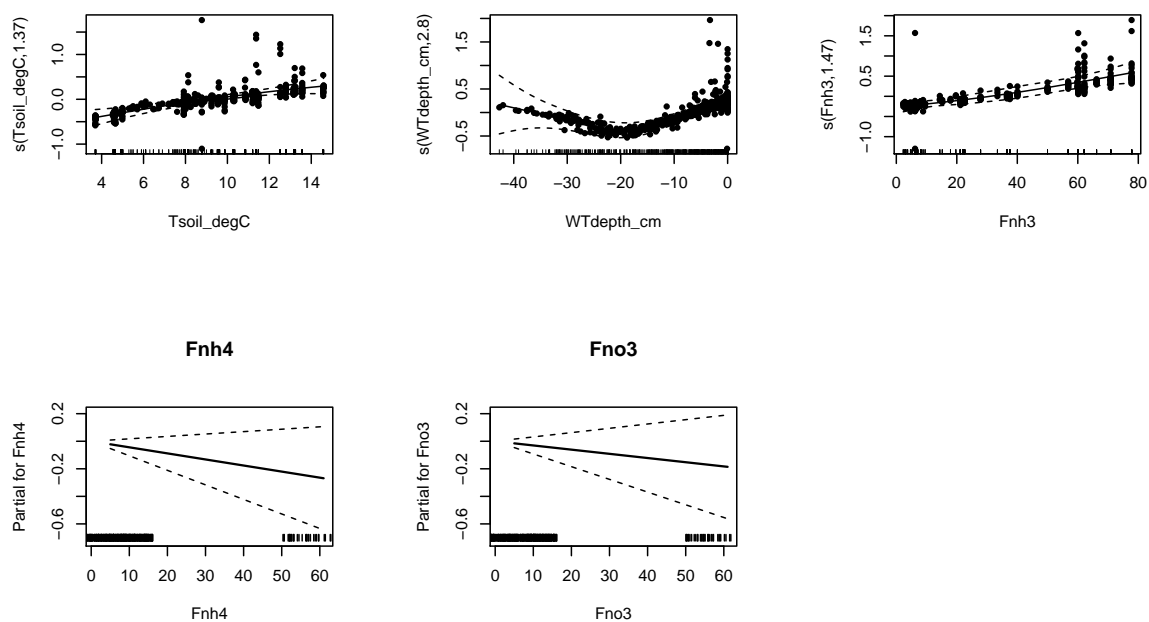 s(Tsoil_degC,1.37)
−1.0 0.0 1.0
4 6 8 10 12 14
Tsoil_degC
s(WTdepth_cm,2.8)
−0.5 0.5 1.5
−40 −30 −20 −10 0
WTdepth_cm
s(Fnh3,1.47)
−1.0 0.5 1.5
0 20 40 60 80
Fnh3
Fnh4
Partial for Fnh4
−0.6 −0.2 0.2
0 10 20 30 40 50 60
Fnh4
Fno3
Partial for Fno3
−0.6 −0.2 0.2
0 10 20 30 40 50 60
Fno3